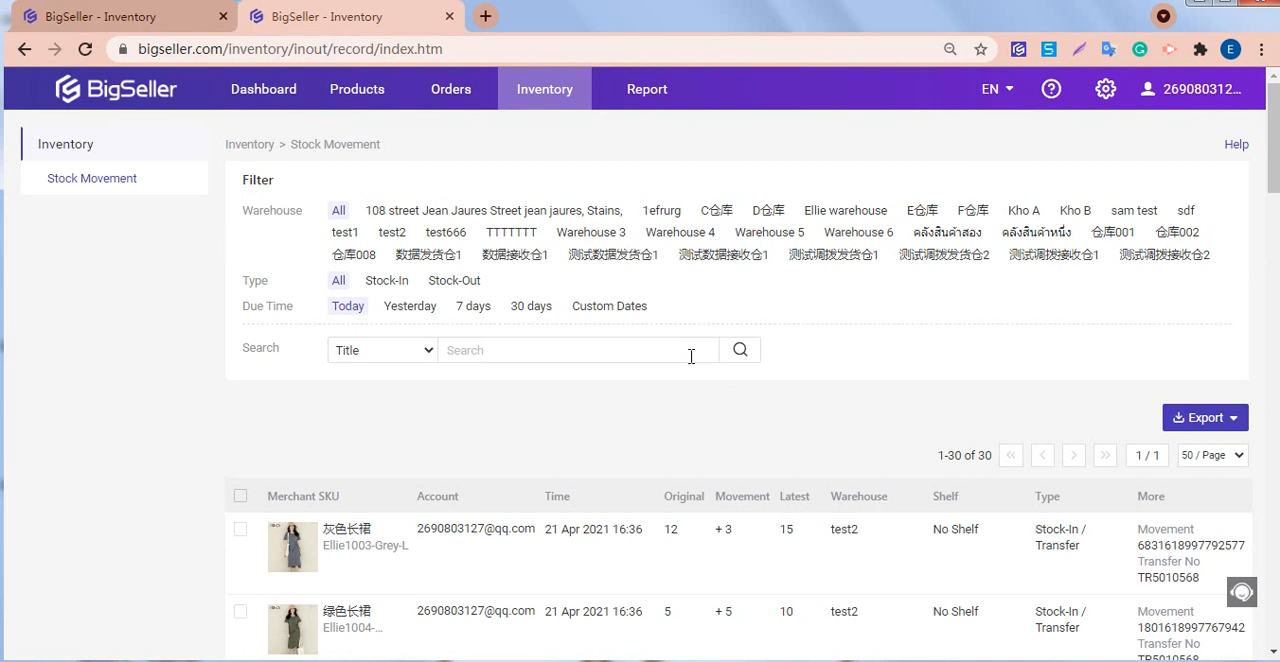 BigSeller - Inventory
BigSeller - Inventory
bigseller.com/inventory/inout/record/index.htm
E
BigSeller
Dashboard Products Orders Inventory Report
EN 269080312...
Inventory
Stock Movement
Inventory > Stock Movement
Help
Filter
Warehouse All 108 street Jean Jaures Street jean jaures, Stains, 1efrurg C仓库 D仓库 Ellie warehouse E仓库 F仓库 Kho A Kho B sam test sdf
test1 test2 test666 TTTTTTT Warehouse 3 Warehouse 4 Warehouse 5 Warehouse 6 คลังสินค้าสอง คลังสินค้าหนึ่ง 仓库001 仓库002
仓库008 数据发货仓1 数据接收仓1 测试数据发货仓1 测试数据接收仓1 测试调拨发货仓1 测试调拨发货仓2 测试调拨接收仓1 测试调拨接收仓2
Type All Stock-In Stock-Out
Due Time Today Yesterday 7 days 30 days Custom Dates
Search Title Search
Export
1-30 of 30 1 / 1 50 / Page
Merchant SKU Account Time Original Movement Latest Warehouse Shelf Type More
灰色长裙 2690803127@qq.com 21 Apr 2021 16:36 12 + 3 15 test2 No Shelf Stock-In / Movement
Ellie1003-Grey-L Transfer 6831618997792577
Transfer No
TR5010568
绿色长裙 2690803127@qq.com 21 Apr 2021 16:36 5 + 5 10 test2 No Shelf Stock-In / Movement
Ellie1004-... Transfer 1801618997767942
Transfer No
TR5010568